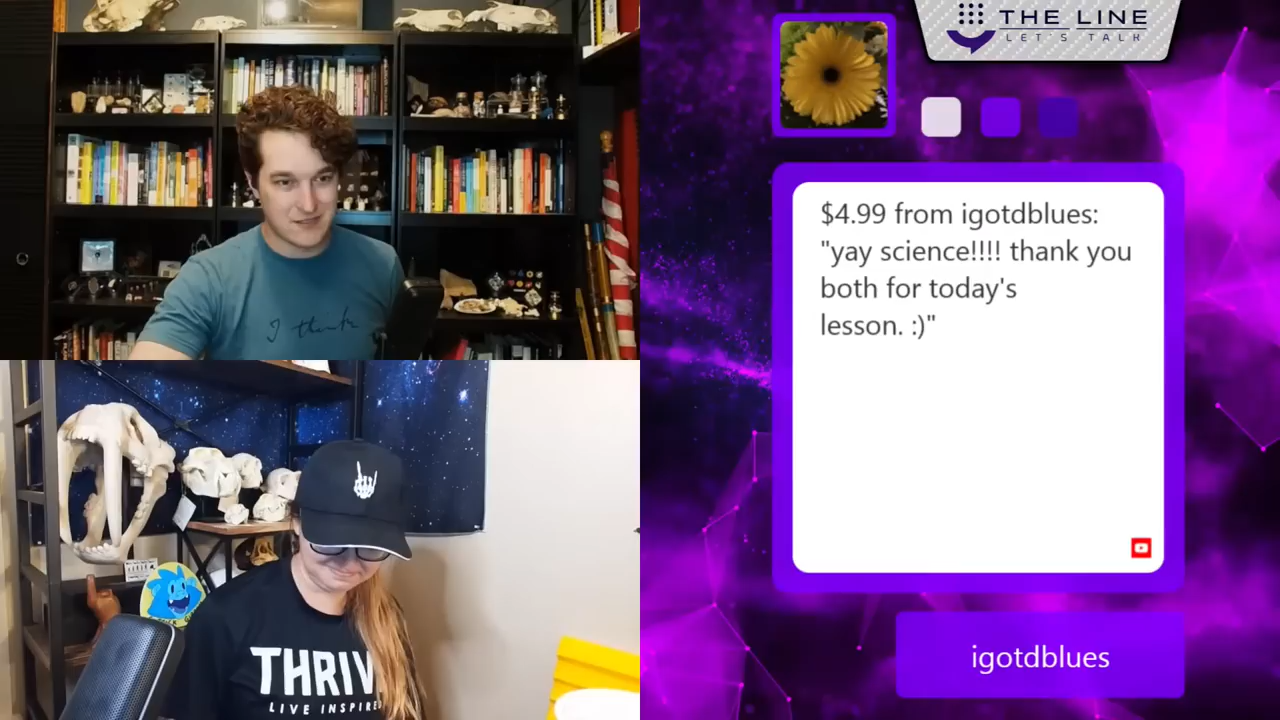 THE LINE
LET'S TALK
$4.99 from igotdblues:
"yay science!!!! thank you
both for today's
lesson. :)"
igotdblues
I think
THRIV
LIVE INSPIRED